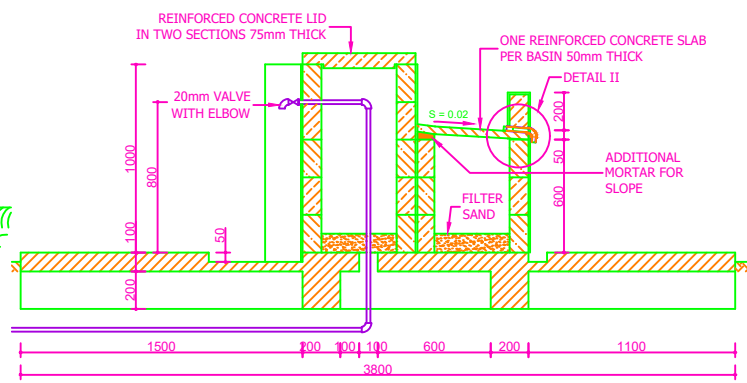 REINFORCED CONCRETE LID
IN TWO SECTIONS 75mm THICK
ONE REINFORCED CONCRETE SLAB
PER BASIN 50mm THICK
DETAIL II
20mm VALVE
WITH ELBOW
S = 0.02
200
50
600
1000
800
ADDITIONAL
MORTAR FOR
SLOPE
FILTER
SAND
100
50
200
1500
200
100
100
600
200
1100
3800